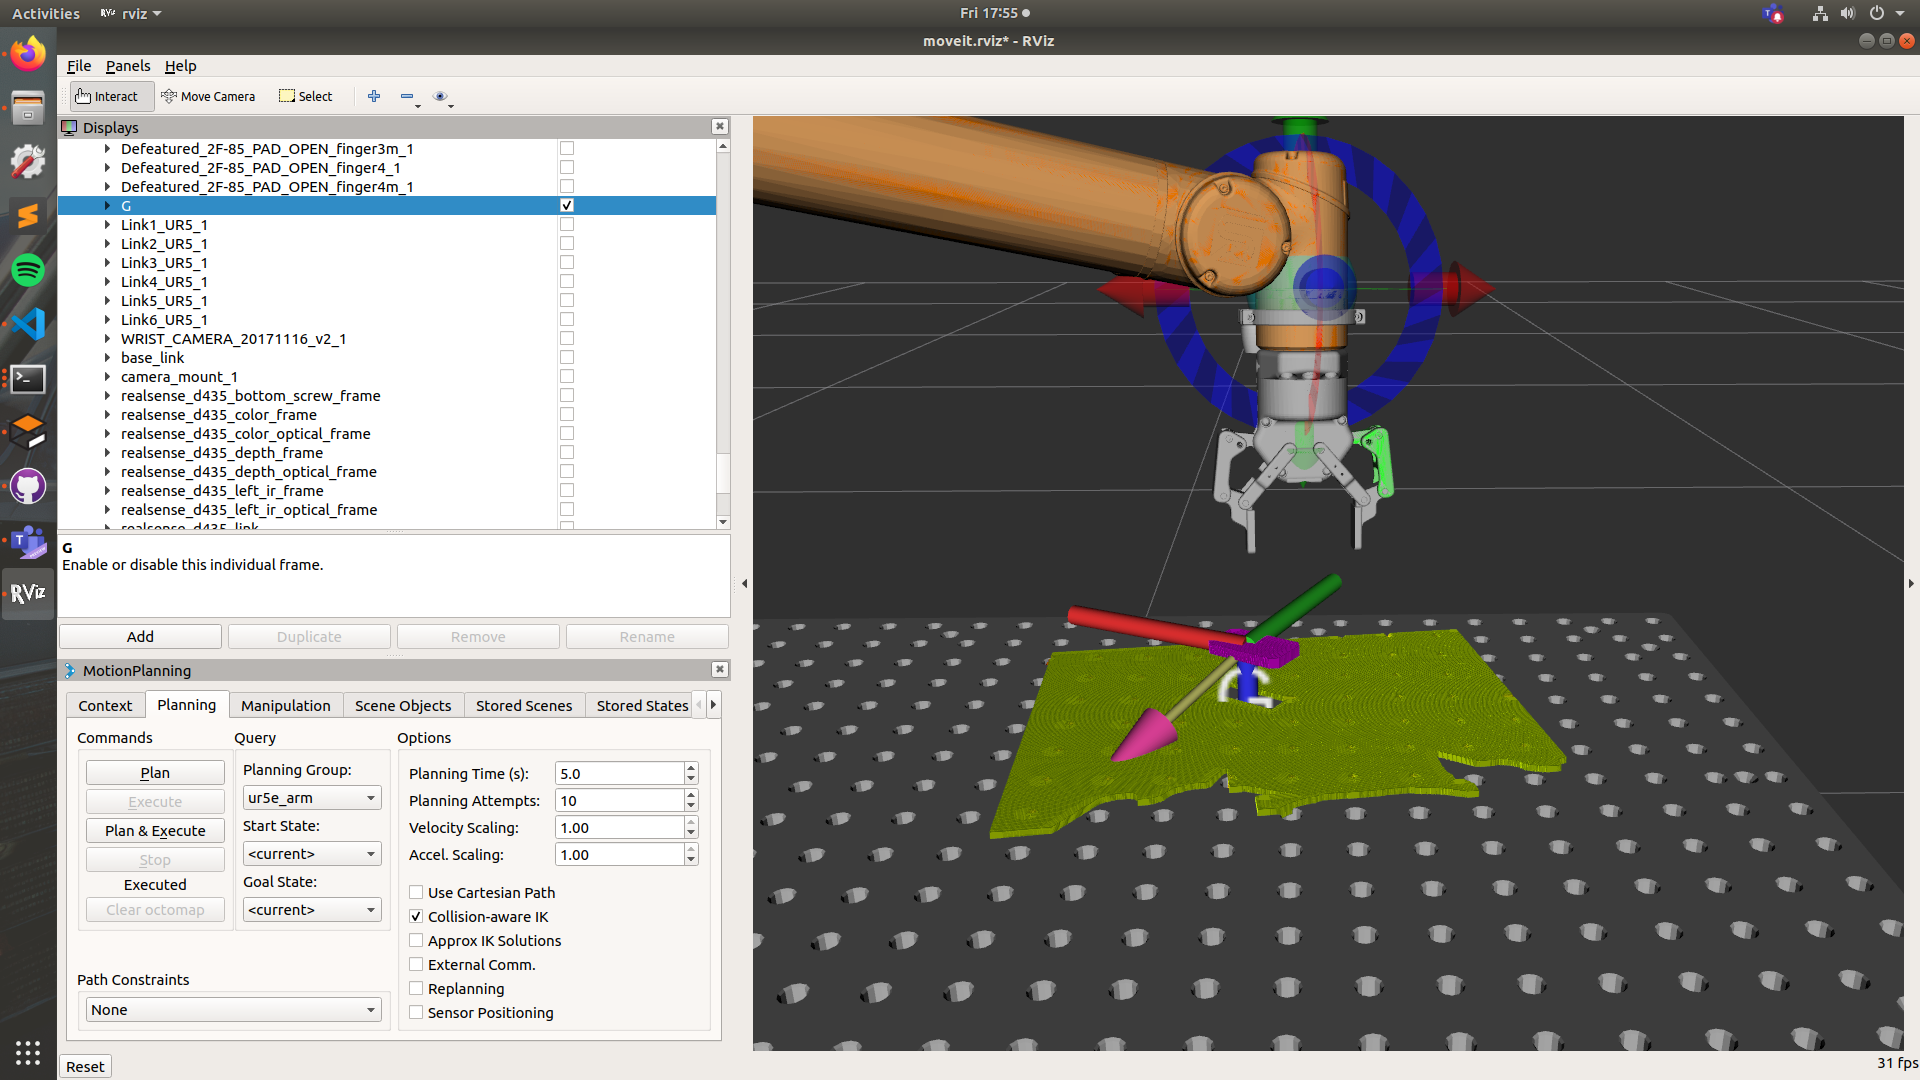 Activities
RViz rviz
Fri 17:55
moveit.rviz* - RViz
File Panels Help
Interact Move Camera Select
Displays
Defeatured_2F-85_PAD_OPEN_finger3m_1
Defeatured_2F-85_PAD_OPEN_finger4_1
Defeatured_2F-85_PAD_OPEN_finger4m_1
G
Link1_UR5_1
Link2_UR5_1
Link3_UR5_1
Link4_UR5_1
Link5_UR5_1
Link6_UR5_1
WRIST_CAMERA_20171116_v2_1
base_link
camera_mount_1
realsense_d435_bottom_screw_frame
realsense_d435_color_frame
realsense_d435_color_optical_frame
realsense_d435_depth_frame
realsense_d435_depth_optical_frame
realsense_d435_left_ir_frame
realsense_d435_left_ir_optical_frame
realsense_d435_link
G
Enable or disable this individual frame.
Add Duplicate Remove Rename
MotionPlanning
Context Planning Manipulation Scene Objects Stored Scenes Stored States
Commands
Plan
Execute
Plan & Execute
Stop
Executed
Clear octomap
Query
Planning Group:
ur5e_arm
Start State:
<current>
Goal State:
<current>
Options
Planning Time (s): 5.0
Planning Attempts: 10
Velocity Scaling: 1.00
Accel. Scaling: 1.00
Use Cartesian Path
Collision-aware IK
Approx IK Solutions
External Comm.
Replanning
Sensor Positioning
Path Constraints
None
Reset
31 fps
RViz
G